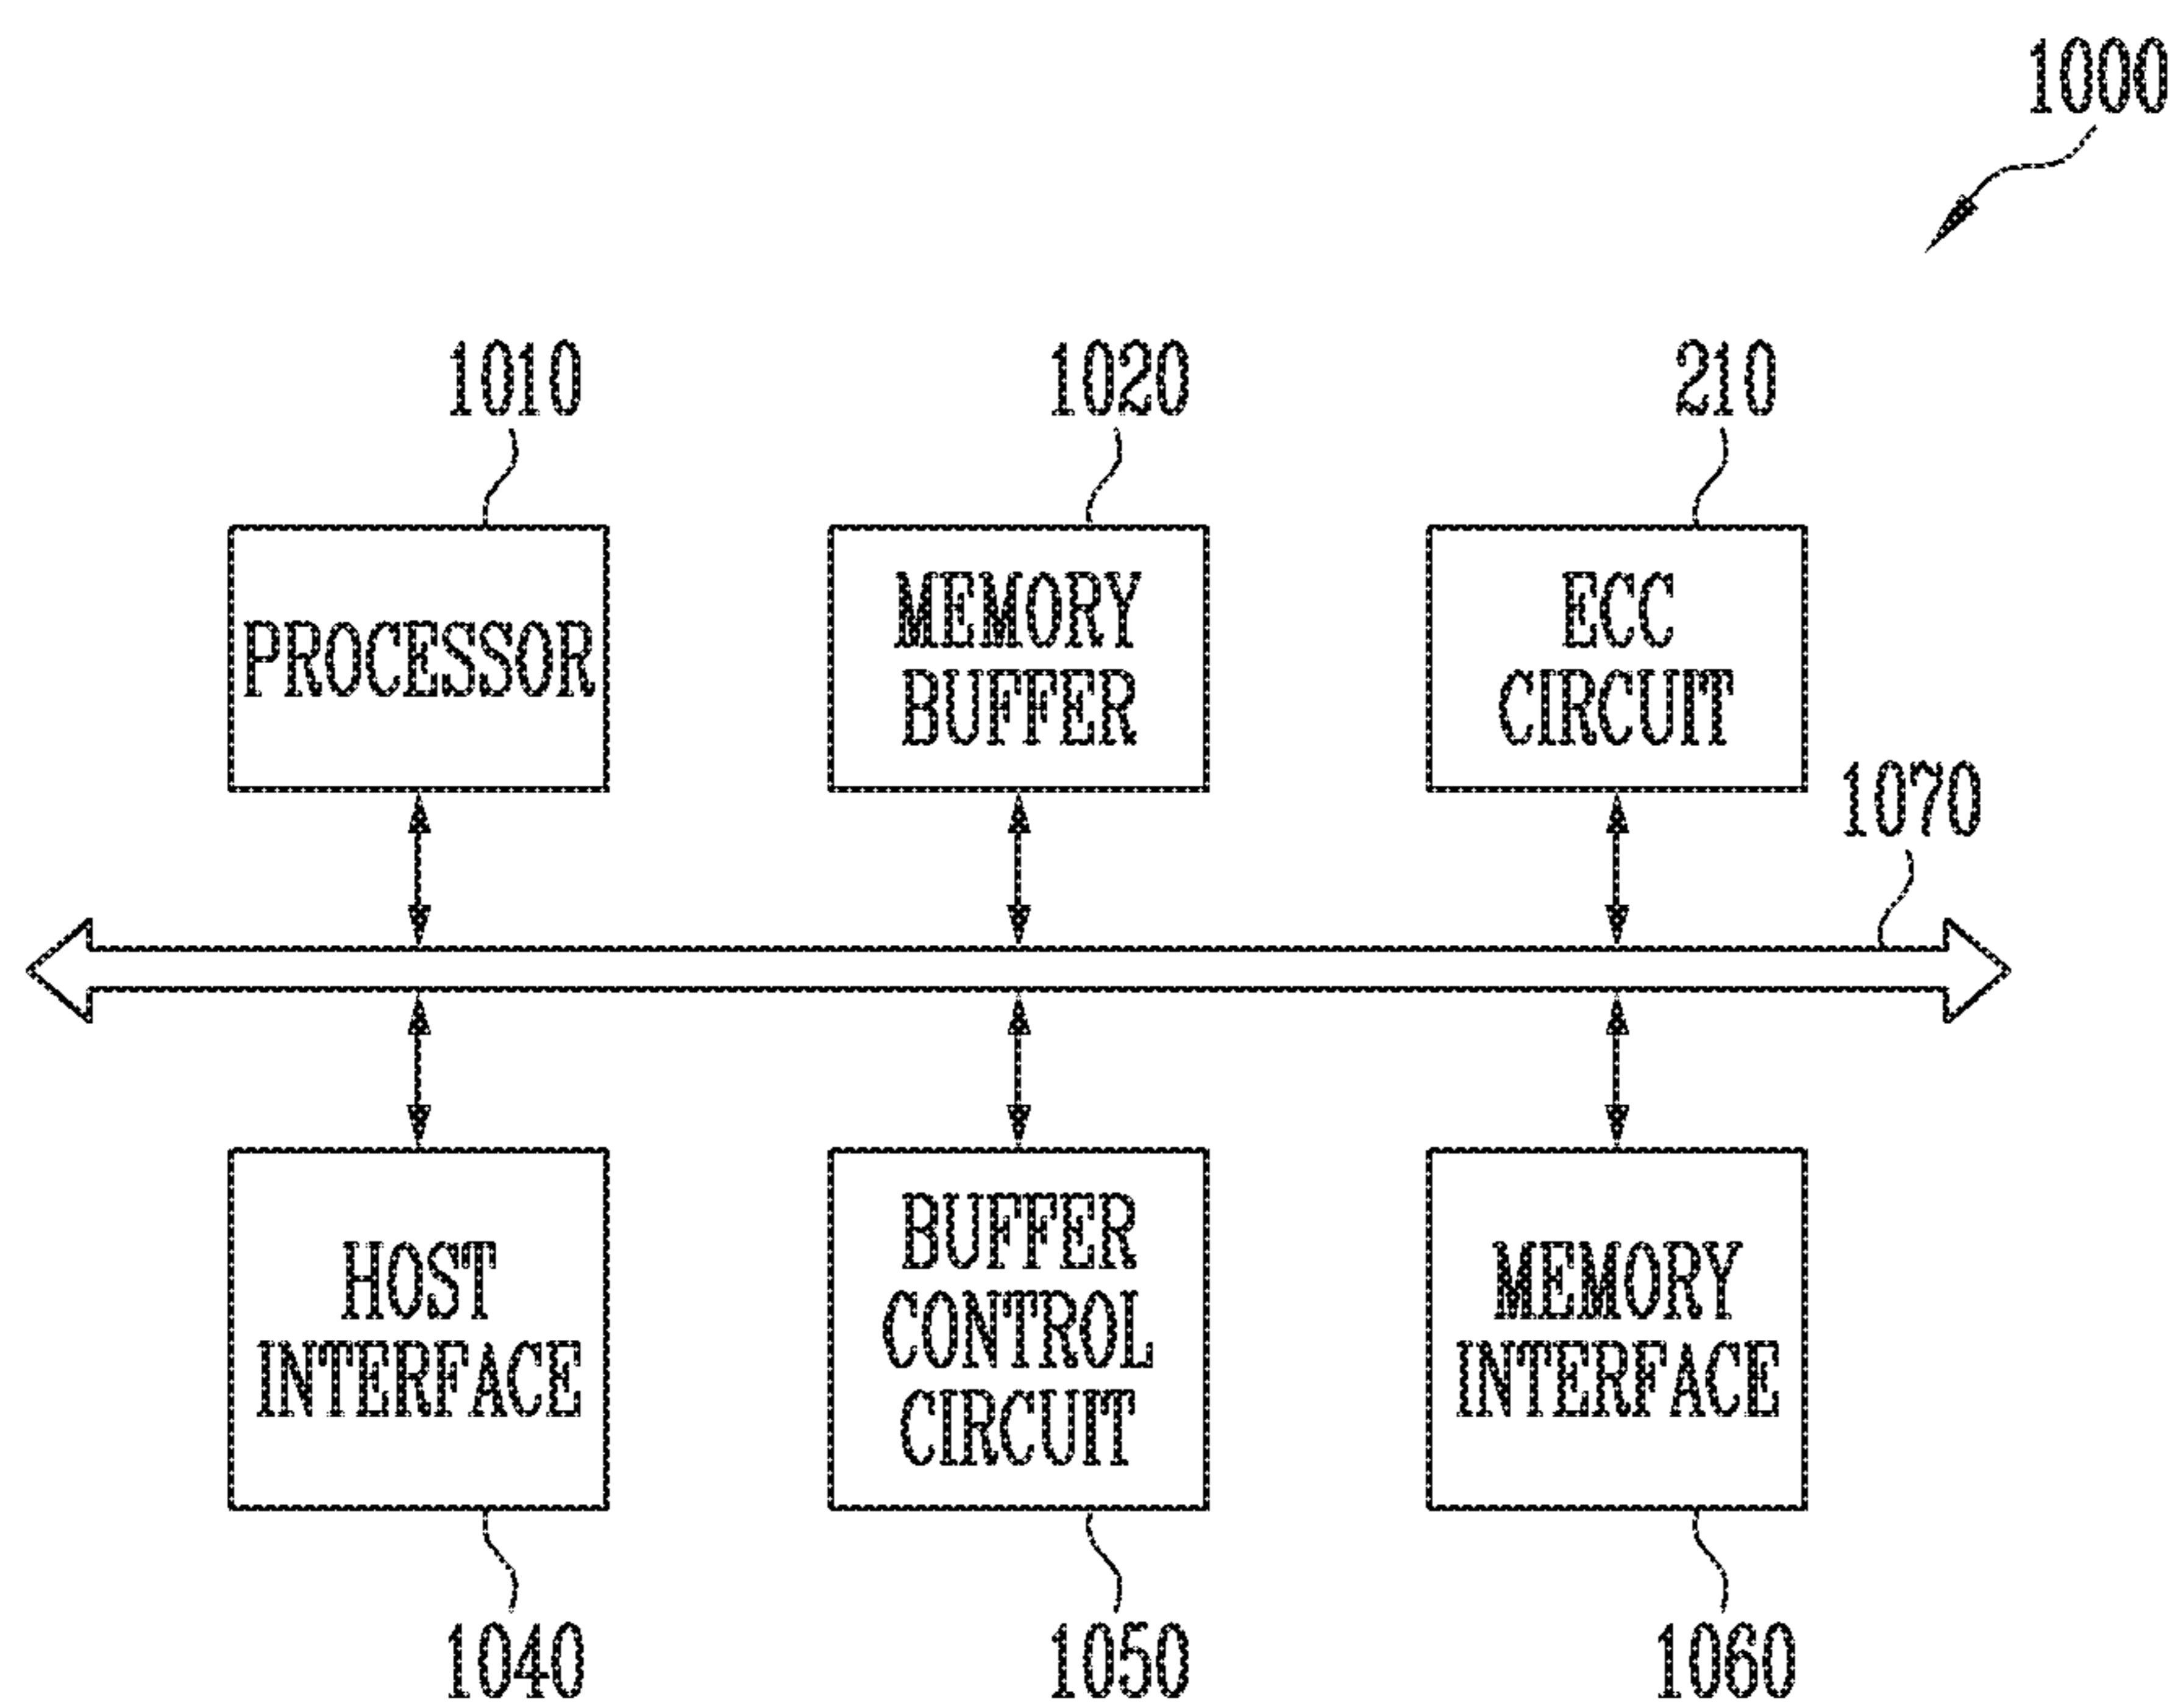 1000
1010
1020
210
PROCESSOR
MEMORY
BUFFER
ECC
CIRCUIT
1070
HOST
INTERFACE
BUFFER
CONTROL
CIRCUIT
MEMORY
INTERFACE
1040
1050
1060